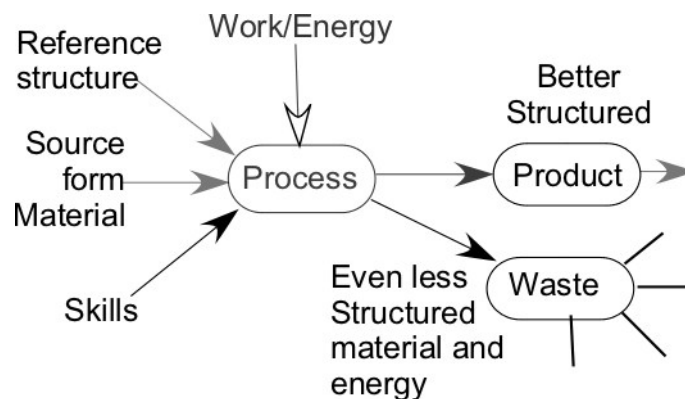 Work/Energy
Reference
structure
Better
Structured
Source
form
Material
Process
Product
Skills
Even less
Structured
material and
energy
Waste